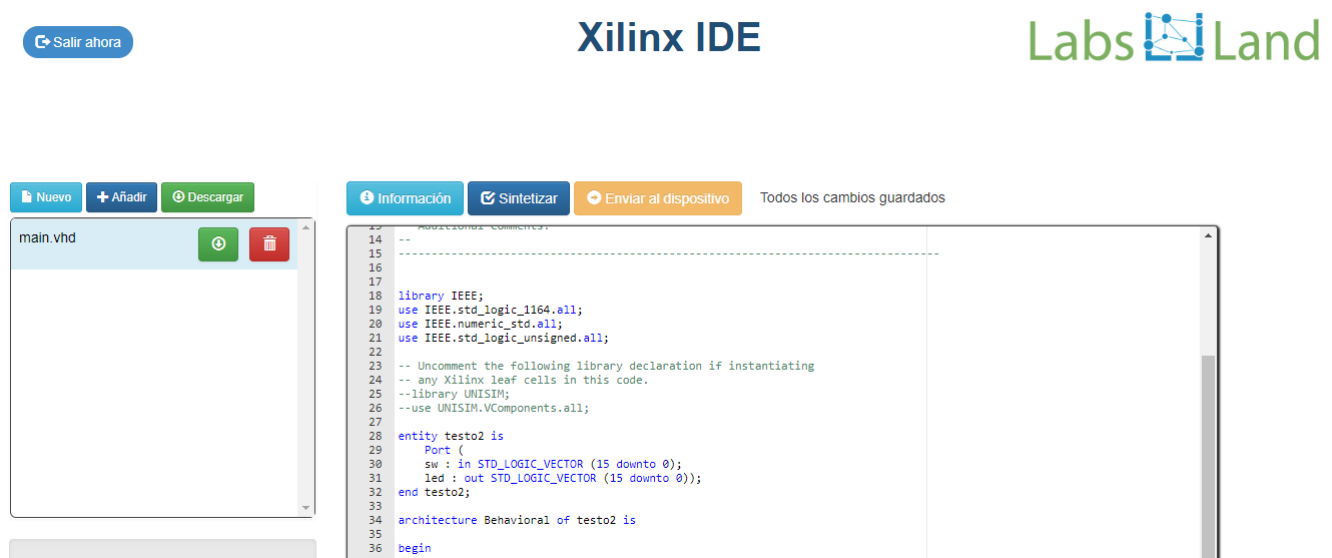 Salir ahora
Xilinx IDE
Labs Land
Nuevo
Añadir
Descargar
Información
Sintetizar
Enviar al dispositivo
Todos los cambios guardados
main.vhd
13 -- Additional Comments:
14 --
15 ----------------------------------------------------------------------------------
16
17
18 library IEEE;
19 use IEEE.std_logic_1164.all;
20 use IEEE.numeric_std.all;
21 use IEEE.std_logic_unsigned.all;
22
23 -- Uncomment the following library declaration if instantiating
24 -- any Xilinx leaf cells in this code.
25 --library UNISIM;
26 --use UNISIM.VComponents.all;
27
28 entity testo2 is
29 Port (
30 sw : in STD_LOGIC_VECTOR (15 downto 0);
31 led : out STD_LOGIC_VECTOR (15 downto 0));
32 end testo2;
33
34 architecture Behavioral of testo2 is
35
36 begin